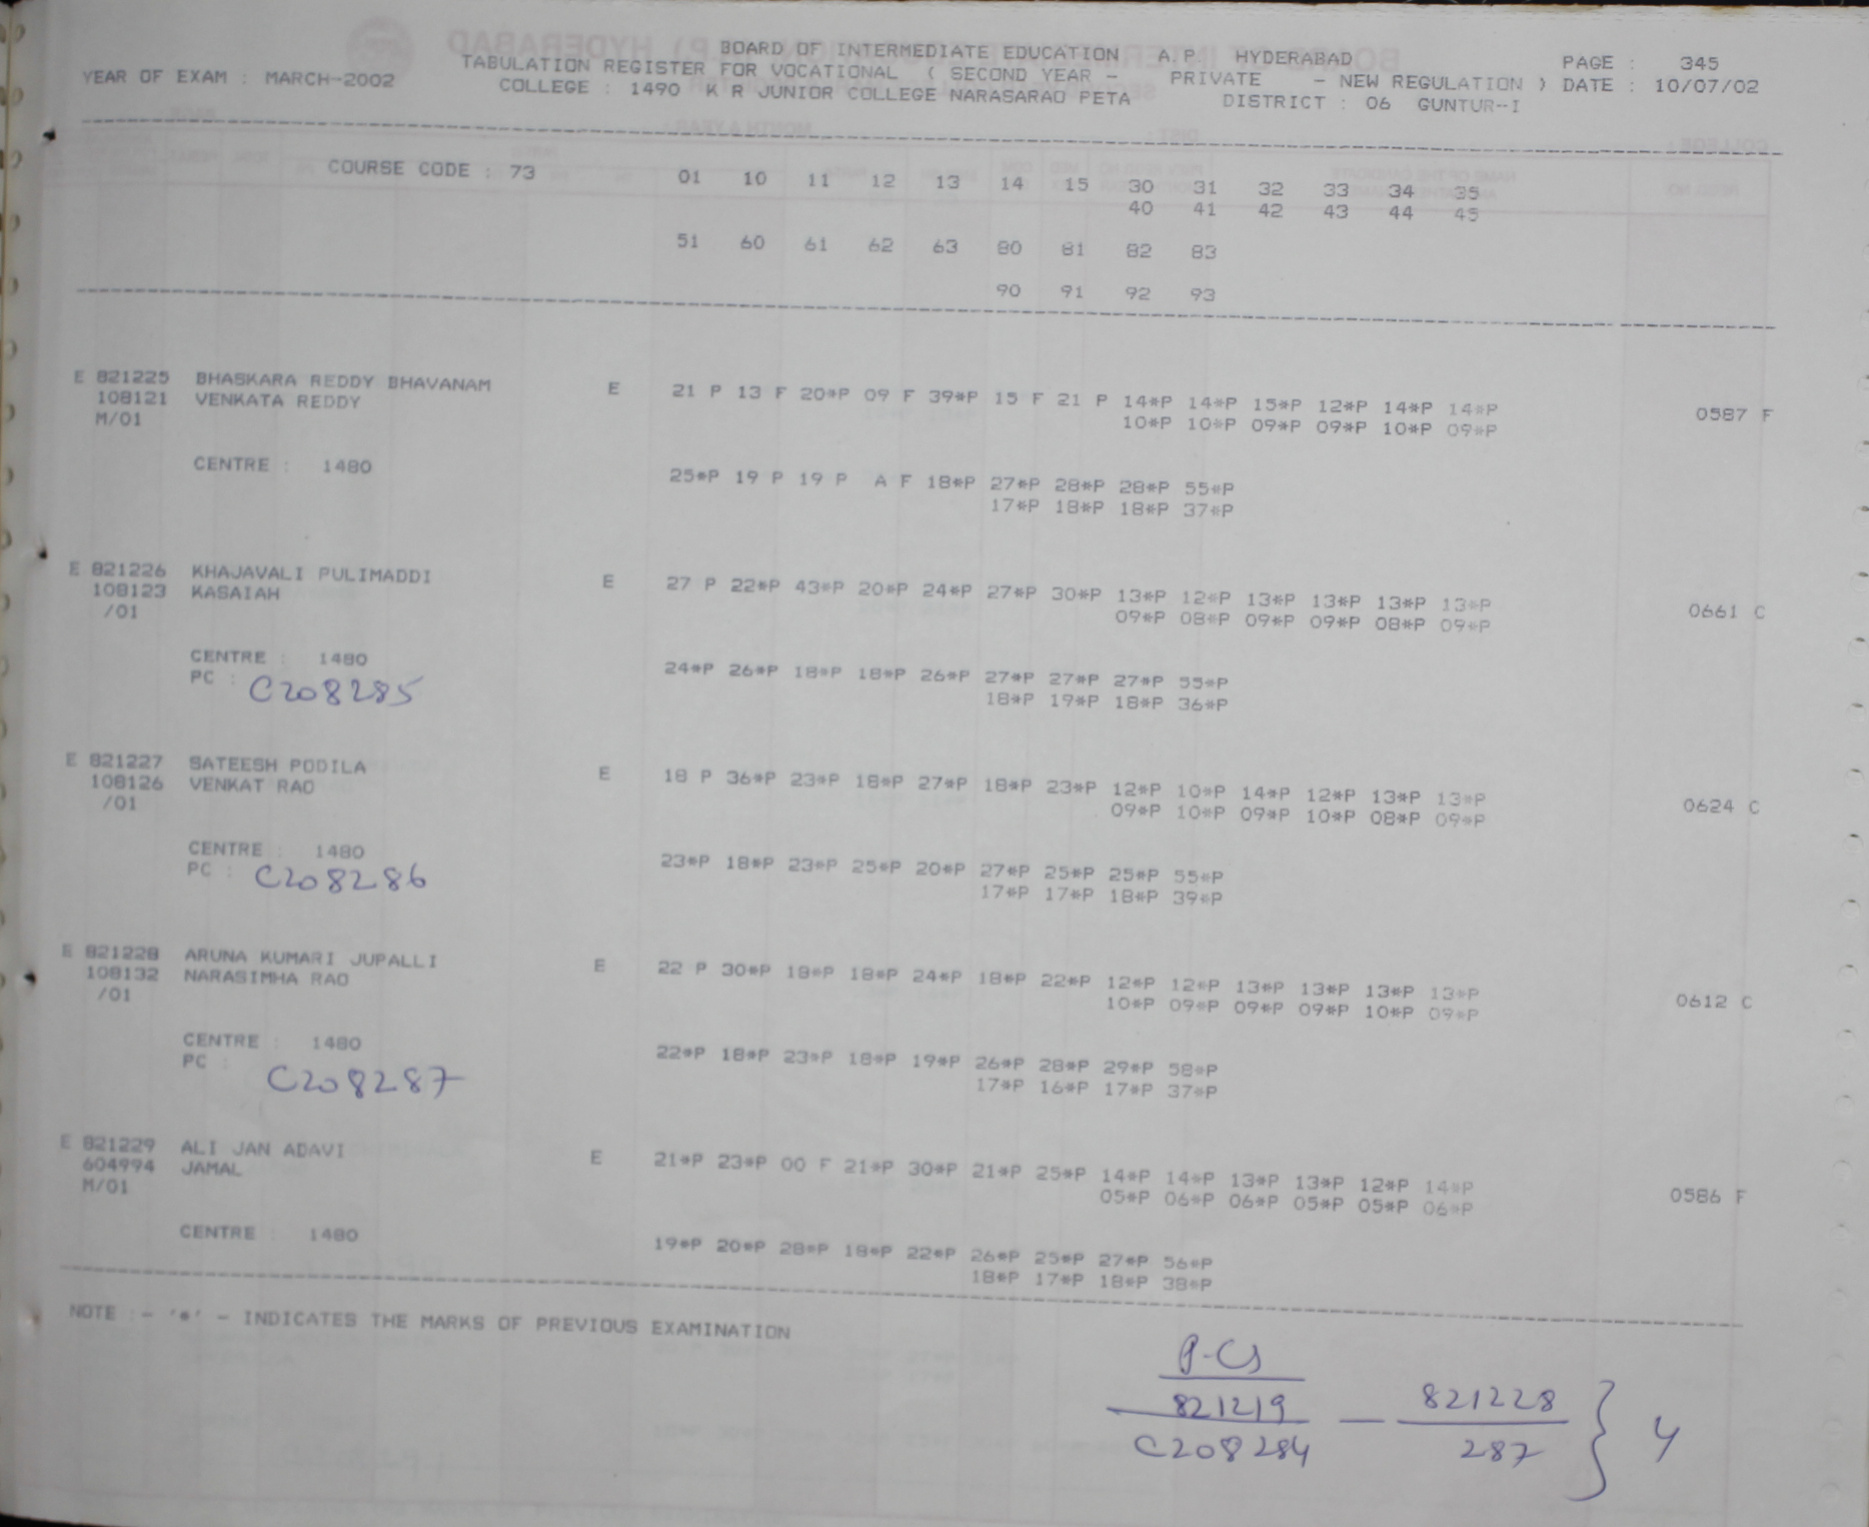 BOARD OF INTERMEDIATE EDUCATION A.P. HYDERABAD PAGE : 345
YEAR OF EXAM : MARCH-2002 TABULATION REGISTER FOR VOCATIONAL ( SECOND YEAR - PRIVATE - NEW REGULATION ) DATE : 10/07/02
COLLEGE : 1490 K R JUNIOR COLLEGE NARASARAO PETA DISTRICT : 06 GUNTUR-I
COURSE CODE : 73 01 10 11 12 13 14 15 30 31 32 33 34 35
40 41 42 43 44 45
51 60 61 62 63 80 81 82 83
90 91 92 93
E 821225 BHASKARA REDDY BHAVANAM E 21 P 13 F 20*P 09 F 39*P 15 F 21 P 14*P 14*P 15*P 12*P 14*P 14*P 0587 F
108121 VENKATA REDDY 10*P 10*P 09*P 09*P 10*P 09*P
M/01
CENTRE : 1480 25*P 19 P 19 P A F 18*P 27*P 28*P 28*P 55*P
17*P 18*P 18*P 37*P
E 821226 KHAJAVALI PULIMADDI E 27 P 22*P 43*P 20*P 24*P 27*P 30*P 13*P 12*P 13*P 13*P 13*P 13*P 0661 C
108123 KASAIAH 09*P 08*P 09*P 09*P 08*P 09*P
/01
CENTRE : 1480 24*P 26*P 18*P 18*P 26*P 27*P 27*P 27*P 55*P
PC : C208285 18*P 19*P 18*P 36*P
E 821227 SATEESH PODILA E 18 P 36*P 23*P 18*P 27*P 18*P 23*P 12*P 10*P 14*P 12*P 13*P 13*P 0624 C
108126 VENKAT RAO 09*P 10*P 09*P 10*P 08*P 09*P
/01
CENTRE : 1480 23*P 18*P 23*P 25*P 20*P 27*P 25*P 25*P 55*P
PC : C208286 17*P 17*P 18*P 39*P
E 821228 ARUNA KUMARI JUPALLI E 22 P 30*P 18*P 18*P 24*P 18*P 22*P 12*P 12*P 13*P 13*P 13*P 13*P 0612 C
108132 NARASIMHA RAO 10*P 09*P 09*P 09*P 10*P 09*P
/01
CENTRE : 1480 22*P 18*P 23*P 18*P 19*P 26*P 28*P 29*P 58*P
PC : C208287 17*P 16*P 17*P 37*P
E 821229 ALI JAN ADAVI E 21*P 23*P 00 F 21*P 30*P 21*P 25*P 14*P 14*P 13*P 13*P 12*P 14*P 0586 F
604994 JAMAL 05*P 06*P 06*P 05*P 05*P 06*P
M/01
CENTRE : 1480 19*P 20*P 28*P 18*P 22*P 26*P 25*P 27*P 56*P
18*P 17*P 18*P 38*P
NOTE :- '*' - INDICATES THE MARKS OF PREVIOUS EXAMINATION
P-Cs
821219 — 821228 } 4
C208284 287